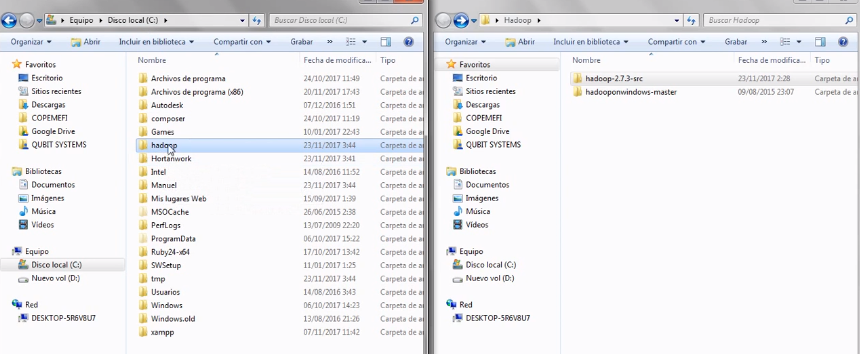 Equipo Disco local (C:)
Buscar Disco local (C:)
Organizar Abrir Incluir en biblioteca Compartir con Grabar »
Favoritos
Escritorio
Sitios recientes
Descargas
COPEMEFI
Google Drive
QUBIT SYSTEMS
Bibliotecas
Documentos
Imágenes
Música
Vídeos
Equipo
Disco local (C:)
Nuevo vol (D:)
Red
DESKTOP-5R6V8U7
Nombre Fecha de modifica... Tipo
Archivos de programa 24/10/2017 11:49 Carpeta de a
Archivos de programa (x86) 20/11/2017 17:43 Carpeta de a
Autodesk 07/12/2016 1:51 Carpeta de a
composer 24/10/2017 11:19 Carpeta de a
Games 10/01/2017 22:43 Carpeta de a
hadoop 23/11/2017 3:44 Carpeta de a
Hortanwork 23/11/2017 3:41 Carpeta de a
Intel 14/08/2016 11:52 Carpeta de a
Manuel 23/11/2017 3:44 Carpeta de a
Mis lugares Web 15/09/2017 1:39 Carpeta de a
MSOCache 26/06/2015 2:38 Carpeta de a
PerfLogs 13/07/2009 22:20 Carpeta de a
ProgramData 06/10/2017 15:22 Carpeta de a
Ruby24-x64 17/10/2017 13:42 Carpeta de a
SWSetup 11/01/2007 1:25 Carpeta de a
tmp 23/11/2017 3:44 Carpeta de a
Usuarios 14/08/2016 3:43 Carpeta de a
Windows 06/10/2017 14:23 Carpeta de a
Windows.old 13/08/2016 21:26 Carpeta de a
xampp 07/11/2017 11:42 Carpeta de a
Hadoop
Buscar Hadoop
Organizar Abrir Incluir en biblioteca Compartir con Grabar »
Favoritos
Escritorio
Sitios recientes
Descargas
COPEMEFI
Google Drive
QUBIT SYSTEMS
Bibliotecas
Documentos
Imágenes
Música
Vídeos
Equipo
Disco local (C:)
Nuevo vol (D:)
Red
DESKTOP-5R6V8U7
Nombre Fecha de modifica... Tipo
hadoop-2.7.3-src 23/11/2017 2:28 Carpeta de a
hadooponwindows-master 09/08/2015 23:07 Carpeta de a